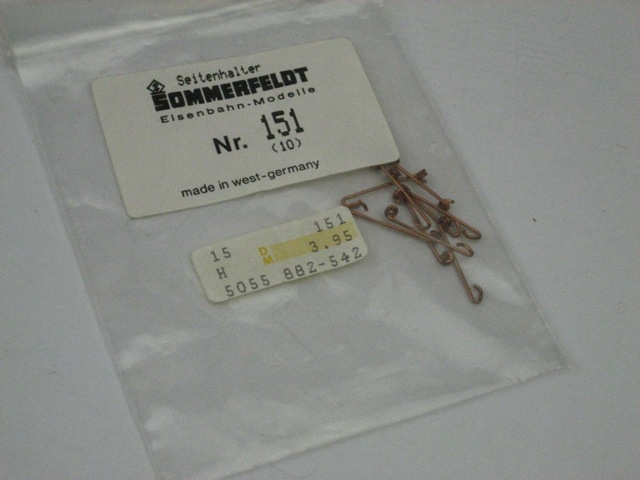 Seitenhalter
SOMMERFELDT
Eisenbahn-Modelle
Nr. 151
(10)
made in west-germany
15 151
H DM 3.95
5055 882-542